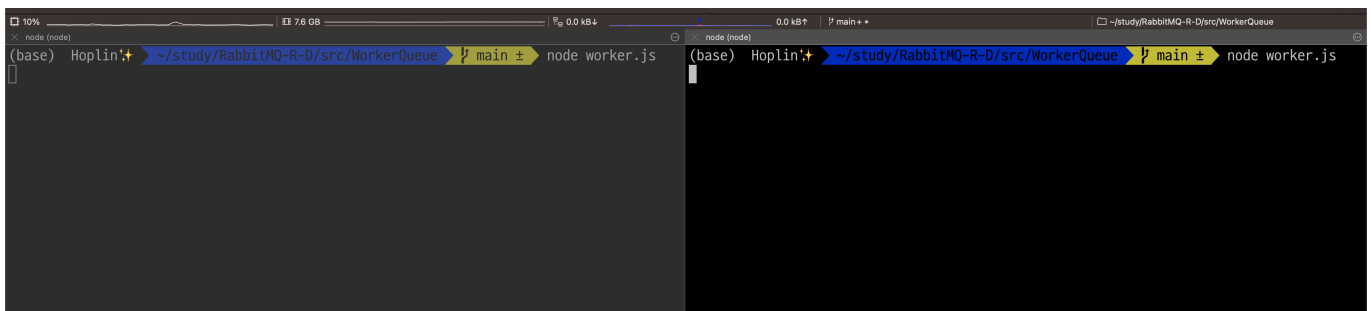 10% 7.6 GB 0.0 kB↓ 0.0 kB↑ main+•  ~/study/RabbitMQ-R-D/src/WorkerQueue
node (node)
(base) Hoplin✨ ~/study/RabbitMQ-R-D/src/WorkerQueue main ± node worker.js
node (node)
(base) Hoplin✨ ~/study/RabbitMQ-R-D/src/WorkerQueue main ± node worker.js